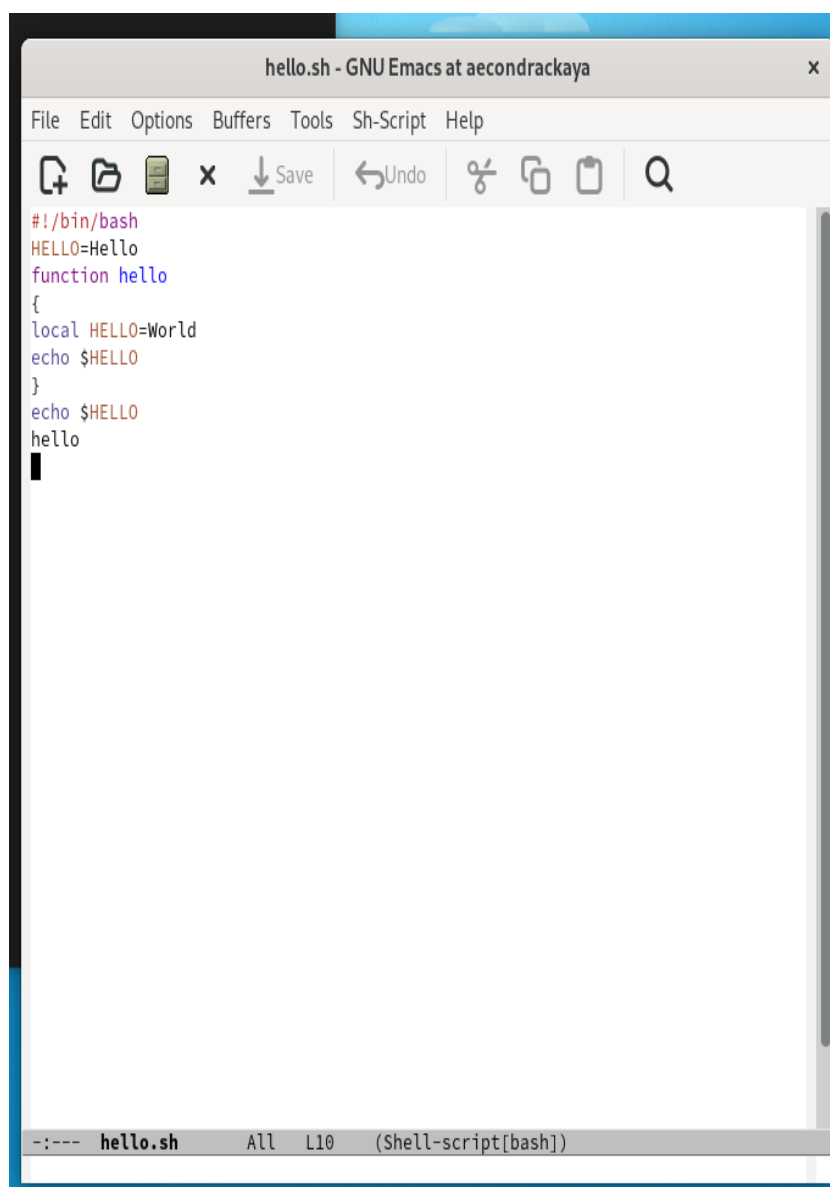 hello.sh - GNU Emacs at aecondrackaya
File Edit Options Buffers Tools Sh-Script Help
Save Undo
#!/bin/bash
HELLO=Hello
function hello
{
local HELLO=World
echo $HELLO
}
echo $HELLO
hello
-:--- hello.sh All L10 (Shell-script[bash])